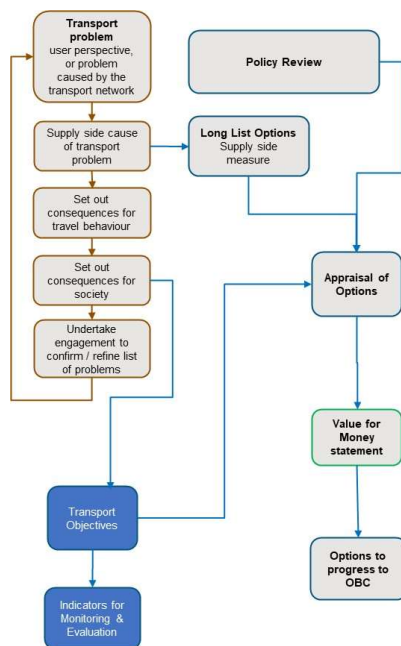 Transport
problem
user perspective,
or problem
caused by the
transport network
Policy Review
Supply side cause
of transport
problem
Long List Options
Supply side
measure
Set out
consequences for
travel behaviour
Set out
consequences for
society
Appraisal of
Options
Undertake
engagement to
confirm / refine list
of problems
Value for
Money
statement
Transport
Objectives
Options to
progress to
OBC
Indicators for
Monitoring &
Evaluation